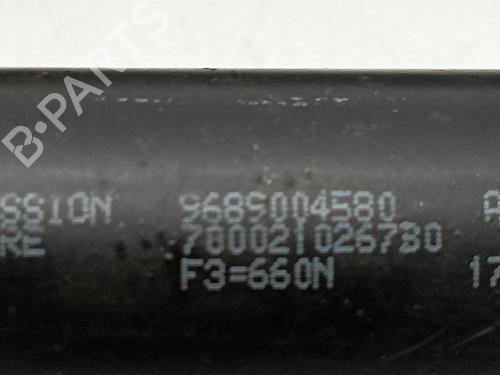 B-PARTS
SSION 9689004580 A
RE 700021026780
F3=660N 17